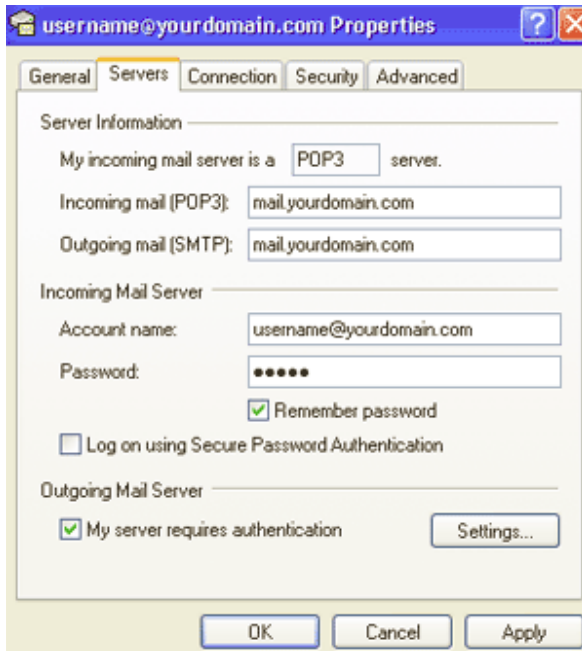 username@yourdomain.com Properties
General Servers Connection Security Advanced
Server Information
My incoming mail server is a POP3 server.
Incoming mail (POP3): mail.yourdomain.com
Outgoing mail (SMTP): mail.yourdomain.com
Incoming Mail Server
Account name: username@yourdomain.com
Password: •••••
Remember password
Log on using Secure Password Authentication
Outgoing Mail Server
My server requires authentication Settings...
OK Cancel Apply